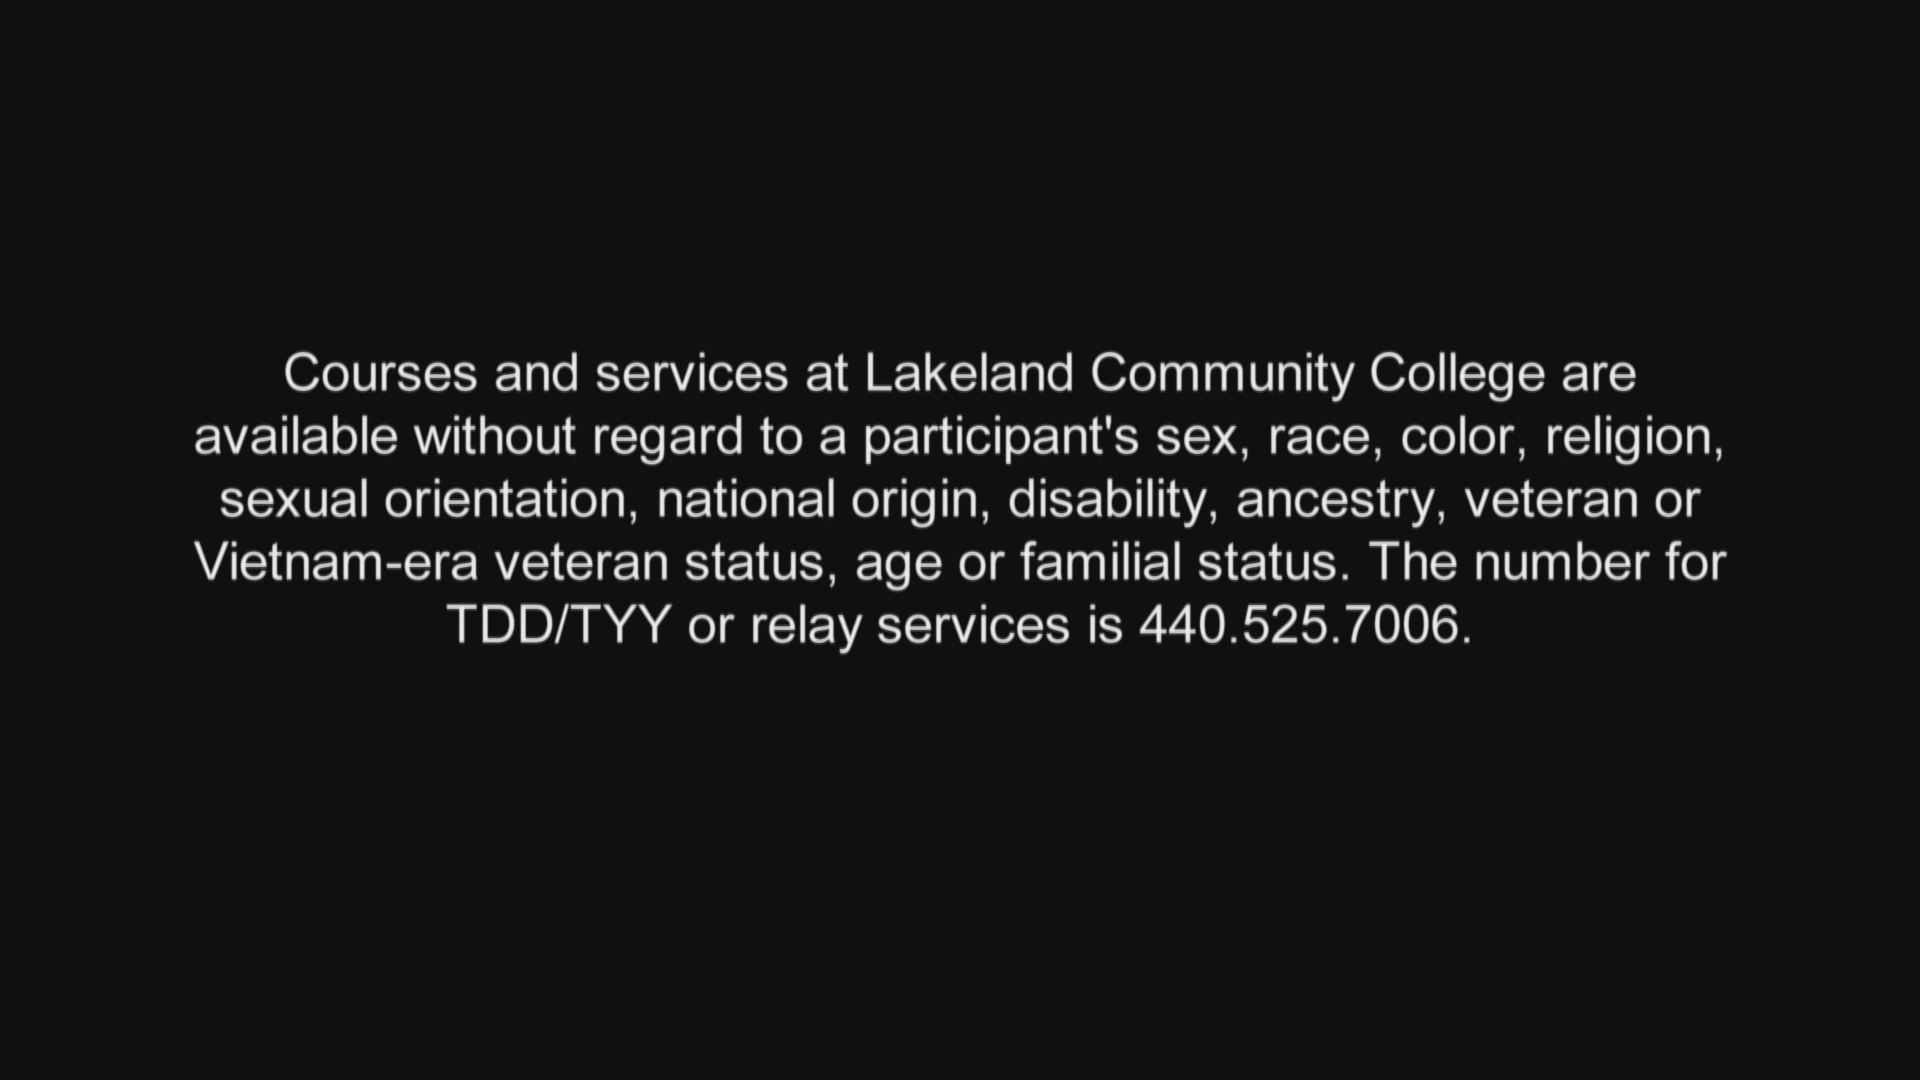 Courses and services at Lakeland Community College are
available without regard to a participant's sex, race, color, religion,
sexual orientation, national origin, disability, ancestry, veteran or
Vietnam-era veteran status, age or familial status. The number for
TDD/TYY or relay services is 440.525.7006.